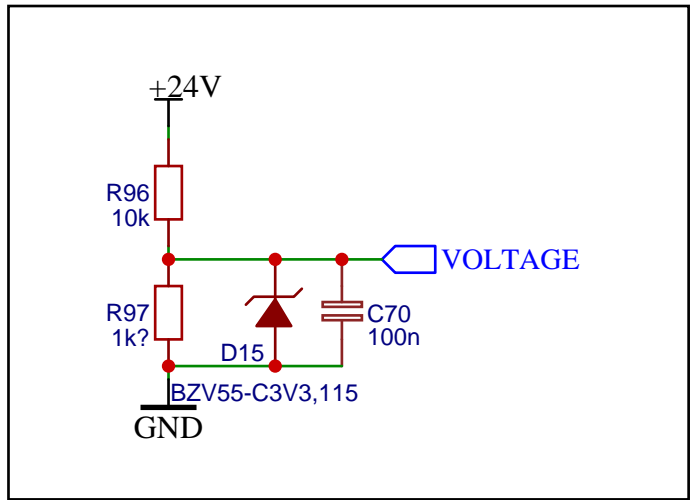 +24V
R96
10k
VOLTAGE
R97
1k?
C70
100n
D15
BZV55-C3V3,115
GND